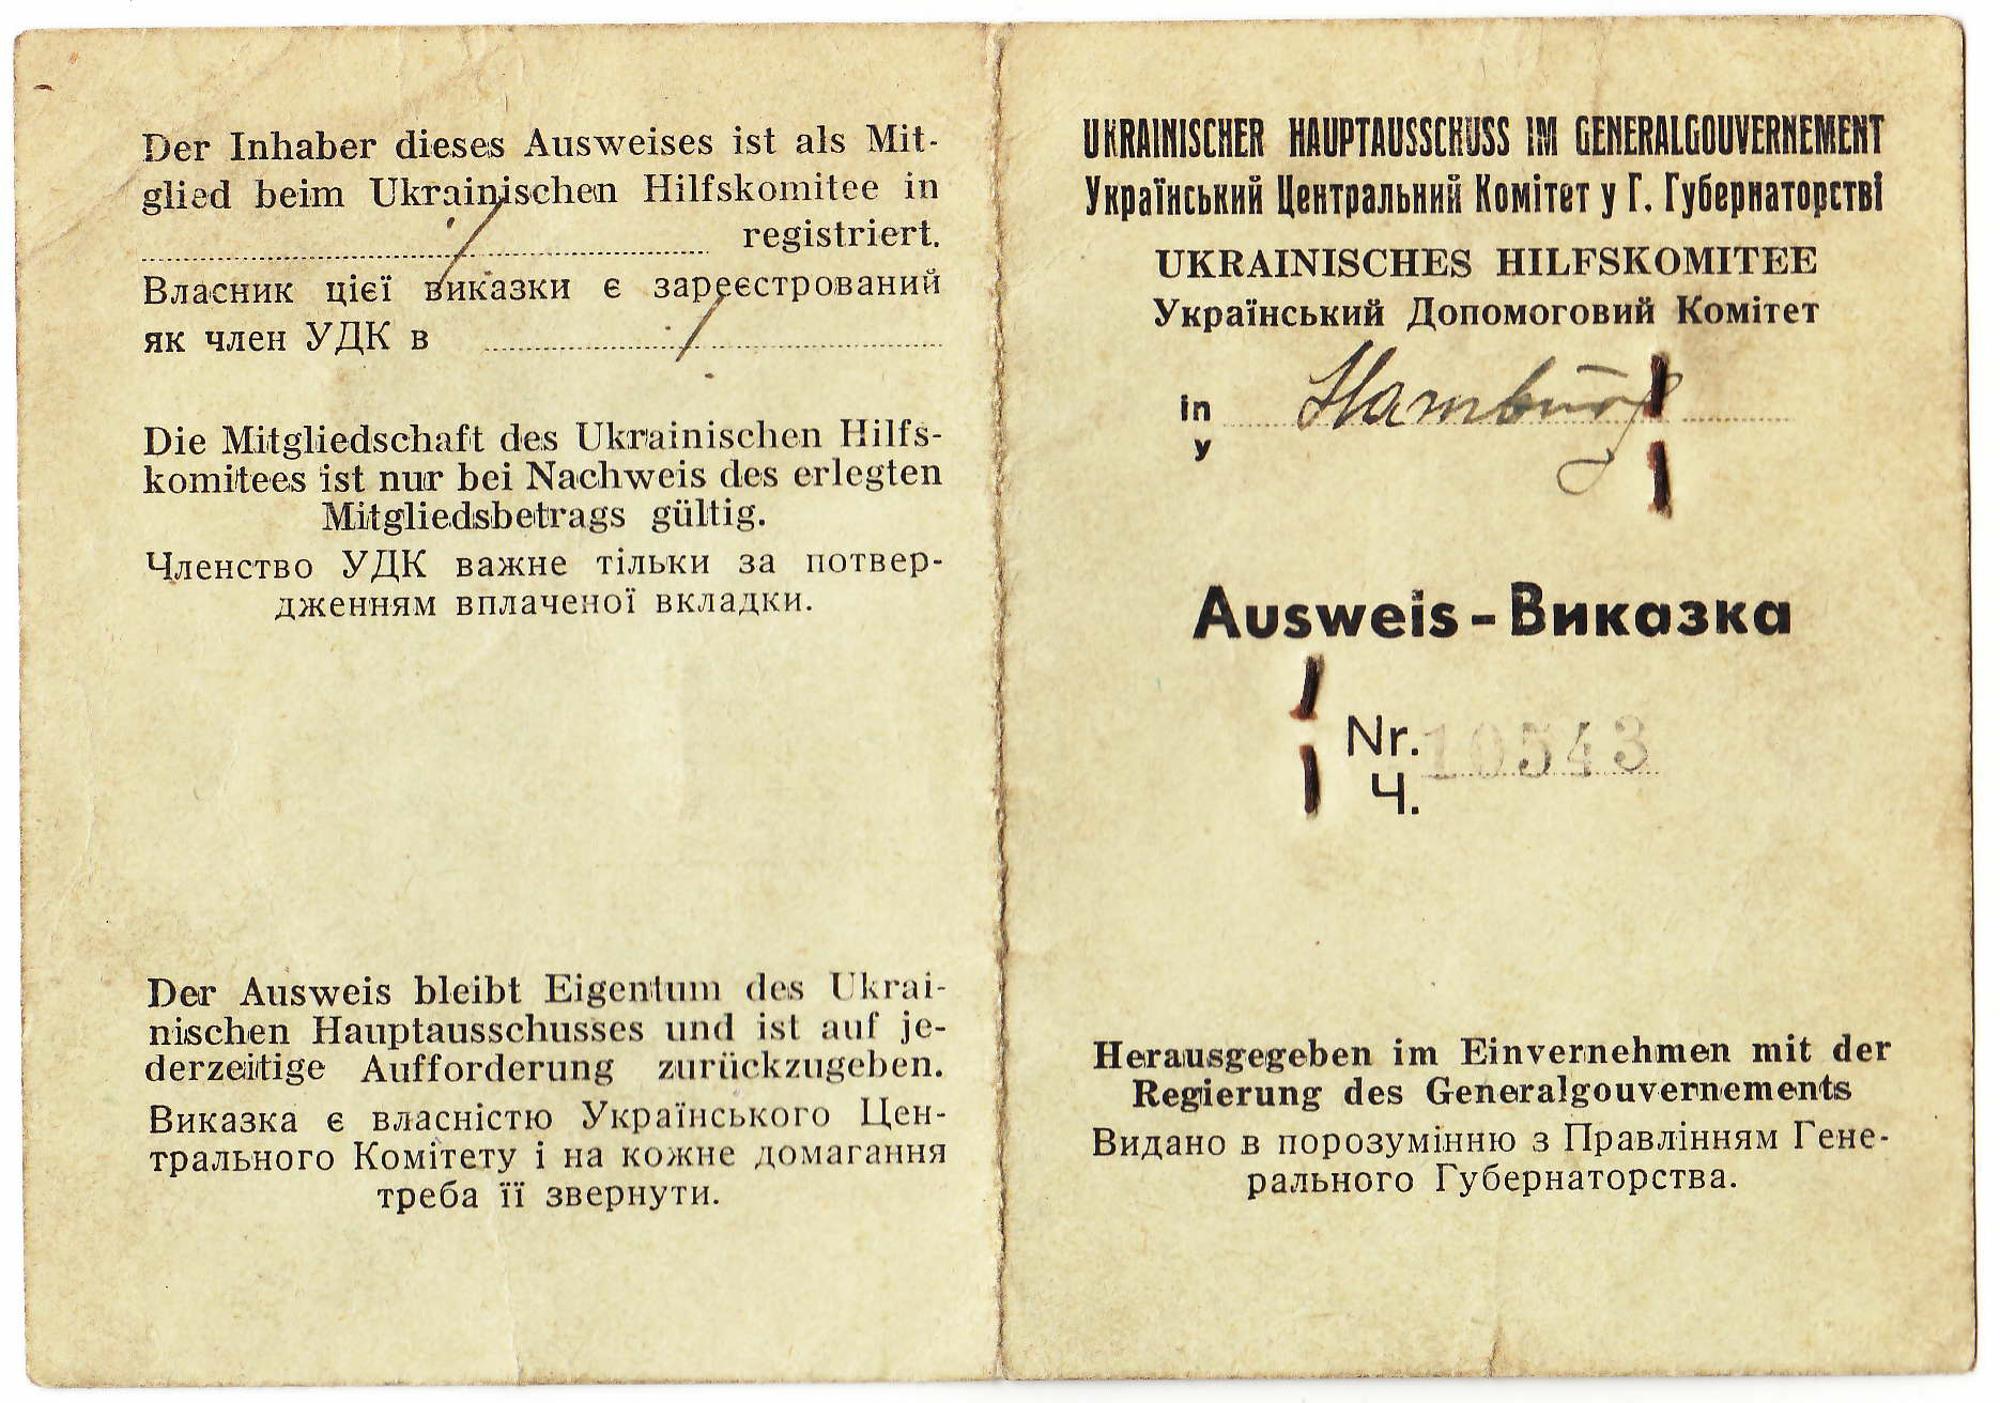 Der Inhaber dieses Ausweises ist als Mit-
glied beim Ukrainischen Hilfskomitee in
registriert.
Власник цієї виказки є зареєстрований
як член УДК в
Die Mitgliedschaft des Ukrainischen Hilfs-
komitees ist nur bei Nachweis des erlegten
Mitgliedsbetrags gültig.
Членство УДК важне тільки за потвер-
дженням вплаченої вкладки.
Der Ausweis bleibt Eigentum des Ukrai-
nischen Hauptausschusses und ist auf je-
derzeitige Aufforderung zurückzugeben.
Виказка є власністю Українського Цен-
трального Комітету і на кожне домагання
треба її звернути.
UKRAINISCHER HAUPTAUSSCHUSS IM GENERALGOUVERNEMENT
Український Центральний Комітет у Г. Губернаторстві
UKRAINISCHES HILFSKOMITEE
Український Допомоговий Комітет
in Hamburg
у
Ausweis - Виказка
Nr. 10543
Ч.
Herausgegeben im Einvernehmen mit der
Regierung des Generalgouvernements
Видано в порозумінню з Правлінням Гене-
рального Губернаторства.